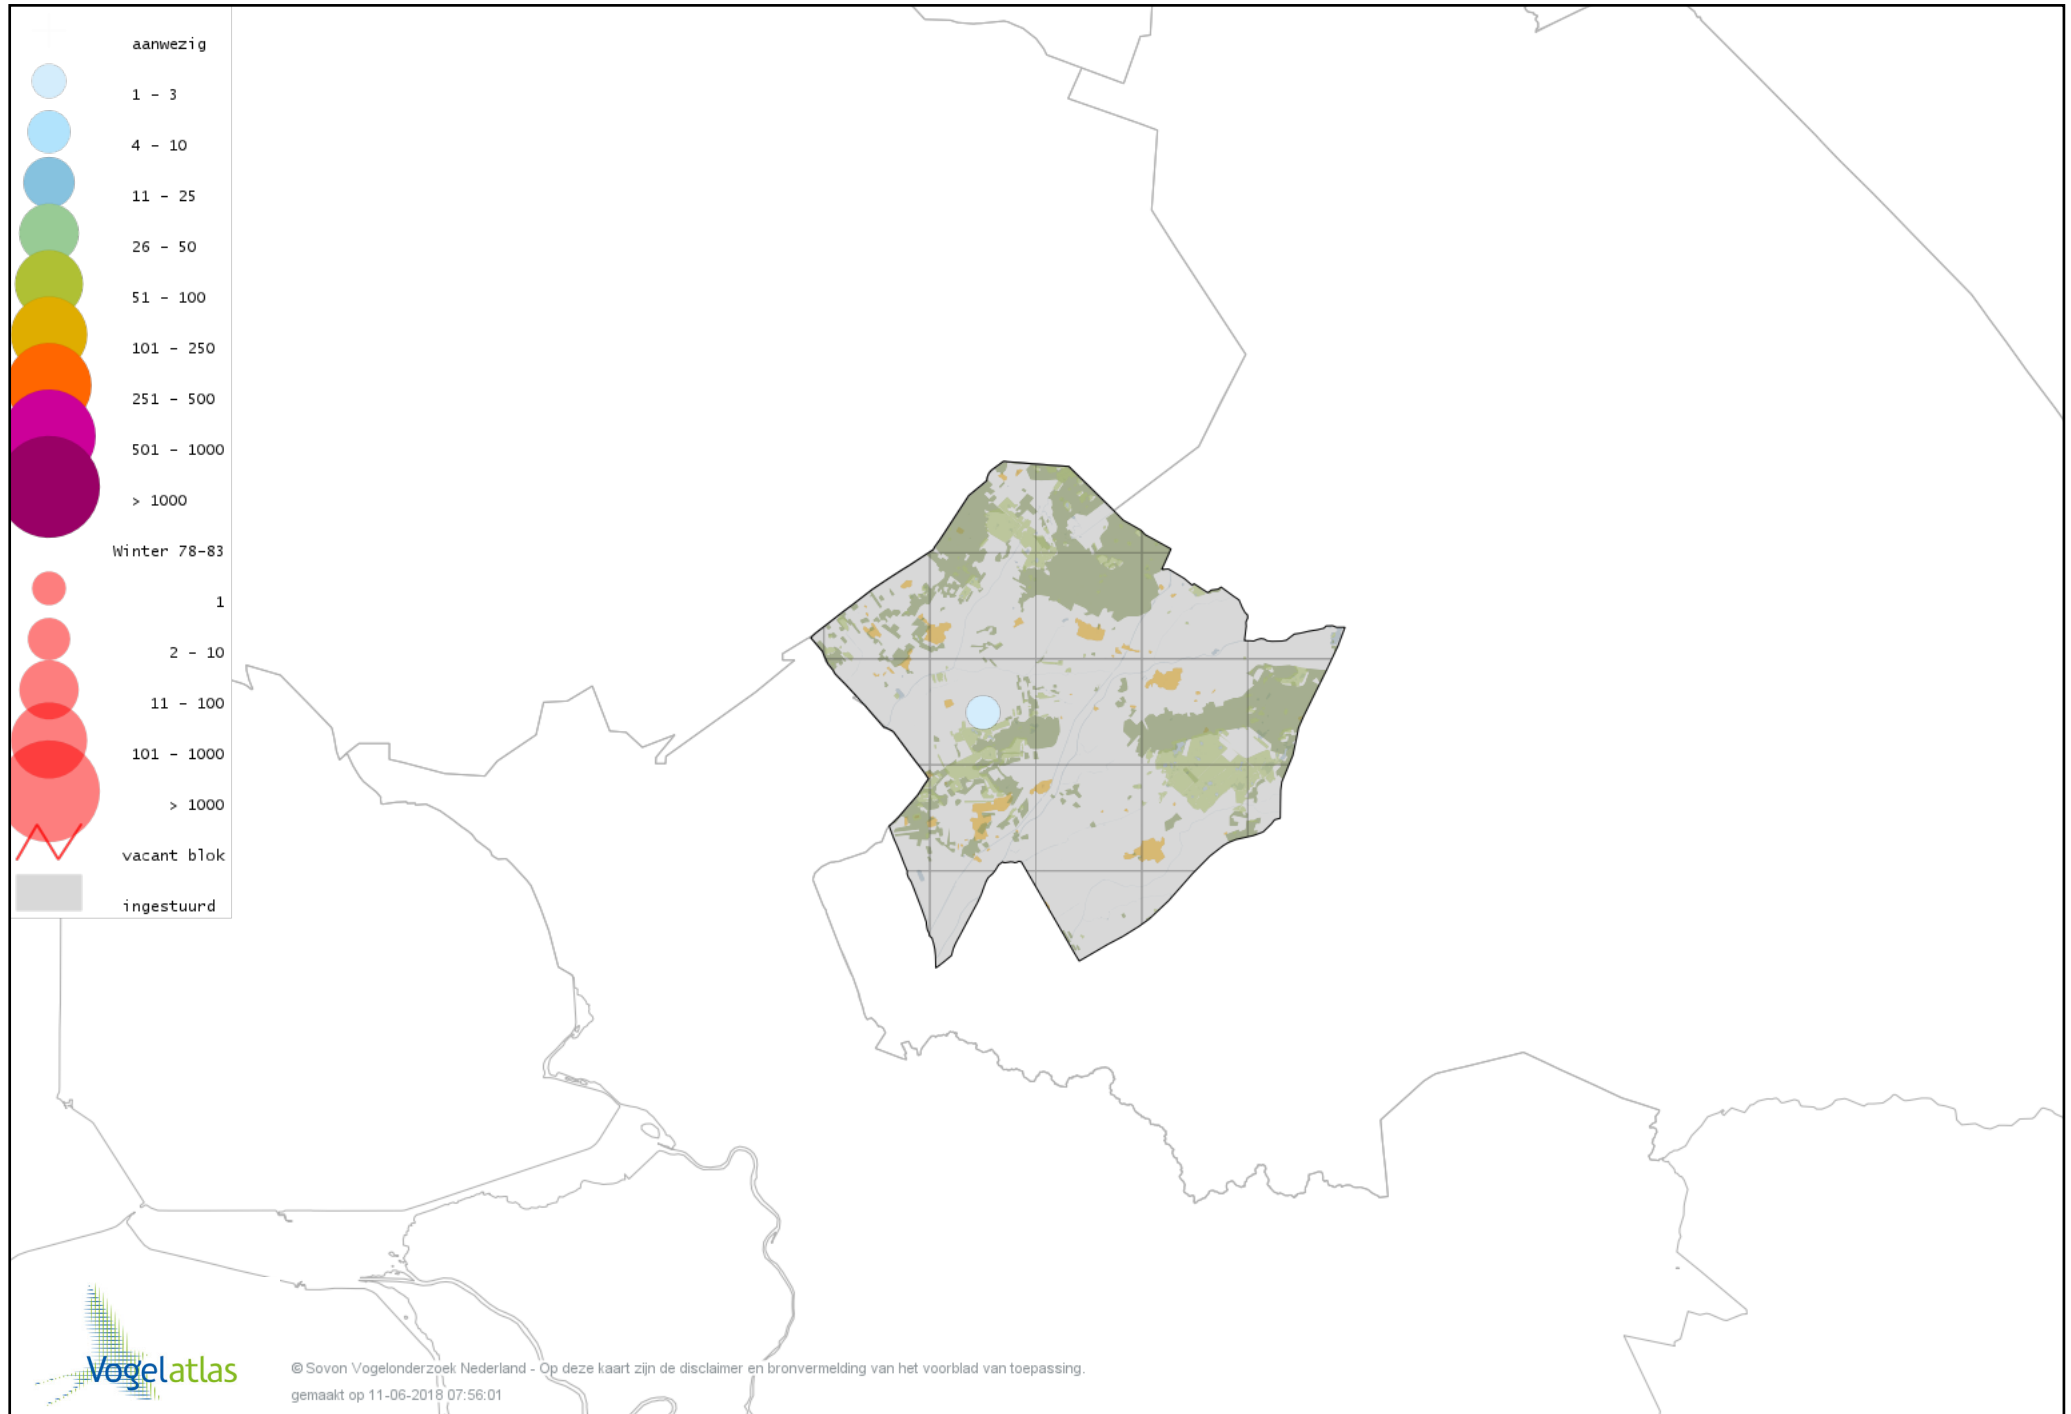 aanwezig
1 - 3
4 - 10
11 - 25
26 - 50
51 - 100
101 - 250
251 - 500
501 - 1000
> 1000
Winter 78-83
1
2 - 10
11 - 100
101 - 1000
> 1000
vacant blok
ingestuurd
Vogelatlas
© Sovon Vogelonderzoek Nederland - Op deze kaart zijn de disclaimer en bronvermelding van het voorblad van toepassing.
gemaakt op 11-06-2018 07:56:01